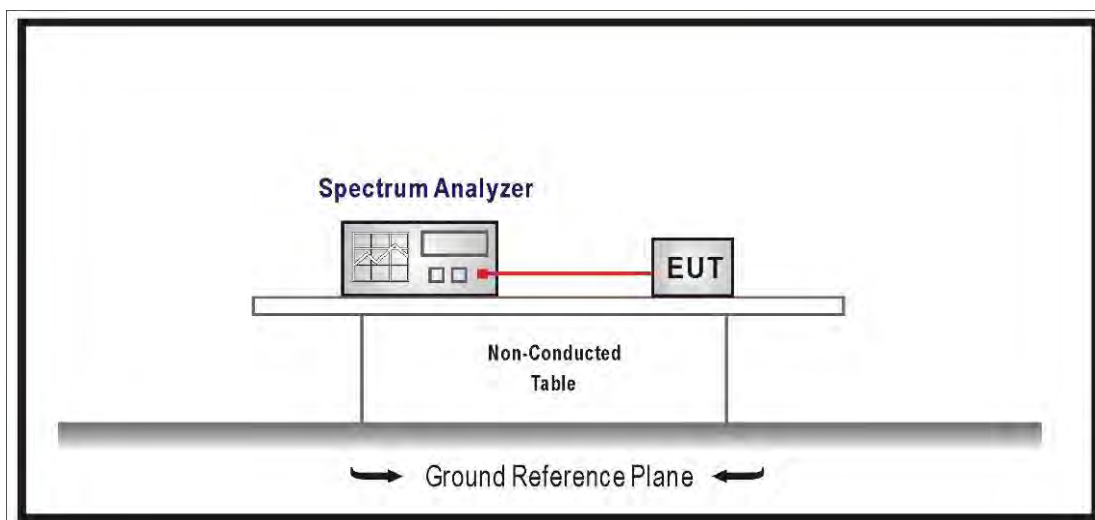 Spectrum Analyzer
EUT
Non-Conducted
Table
Ground Reference Plane